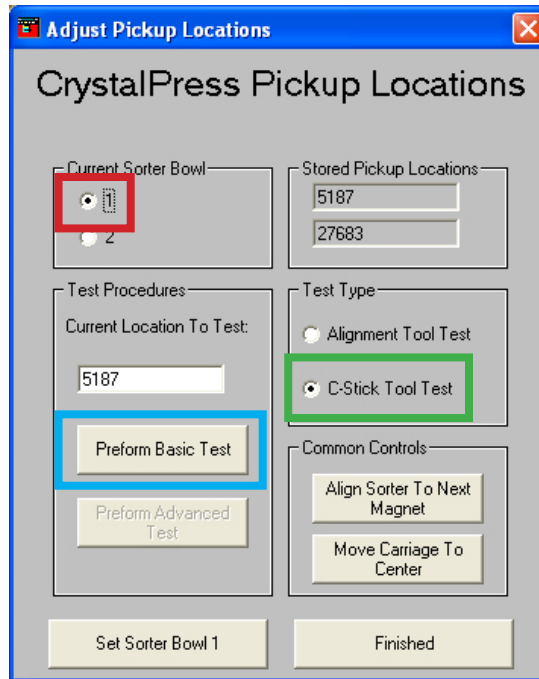 Adjust Pickup Locations
CrystalPress Pickup Locations
Current Sorter Bowl
1
2
Stored Pickup Locations
5187
27683
Test Procedures
Current Location To Test:
5187
Preform Basic Test
Preform Advanced
Test
Test Type
Alignment Tool Test
C-Stick Tool Test
Common Controls
Align Sorter To Next
Magnet
Move Carriage To
Center
Set Sorter Bowl 1
Finished